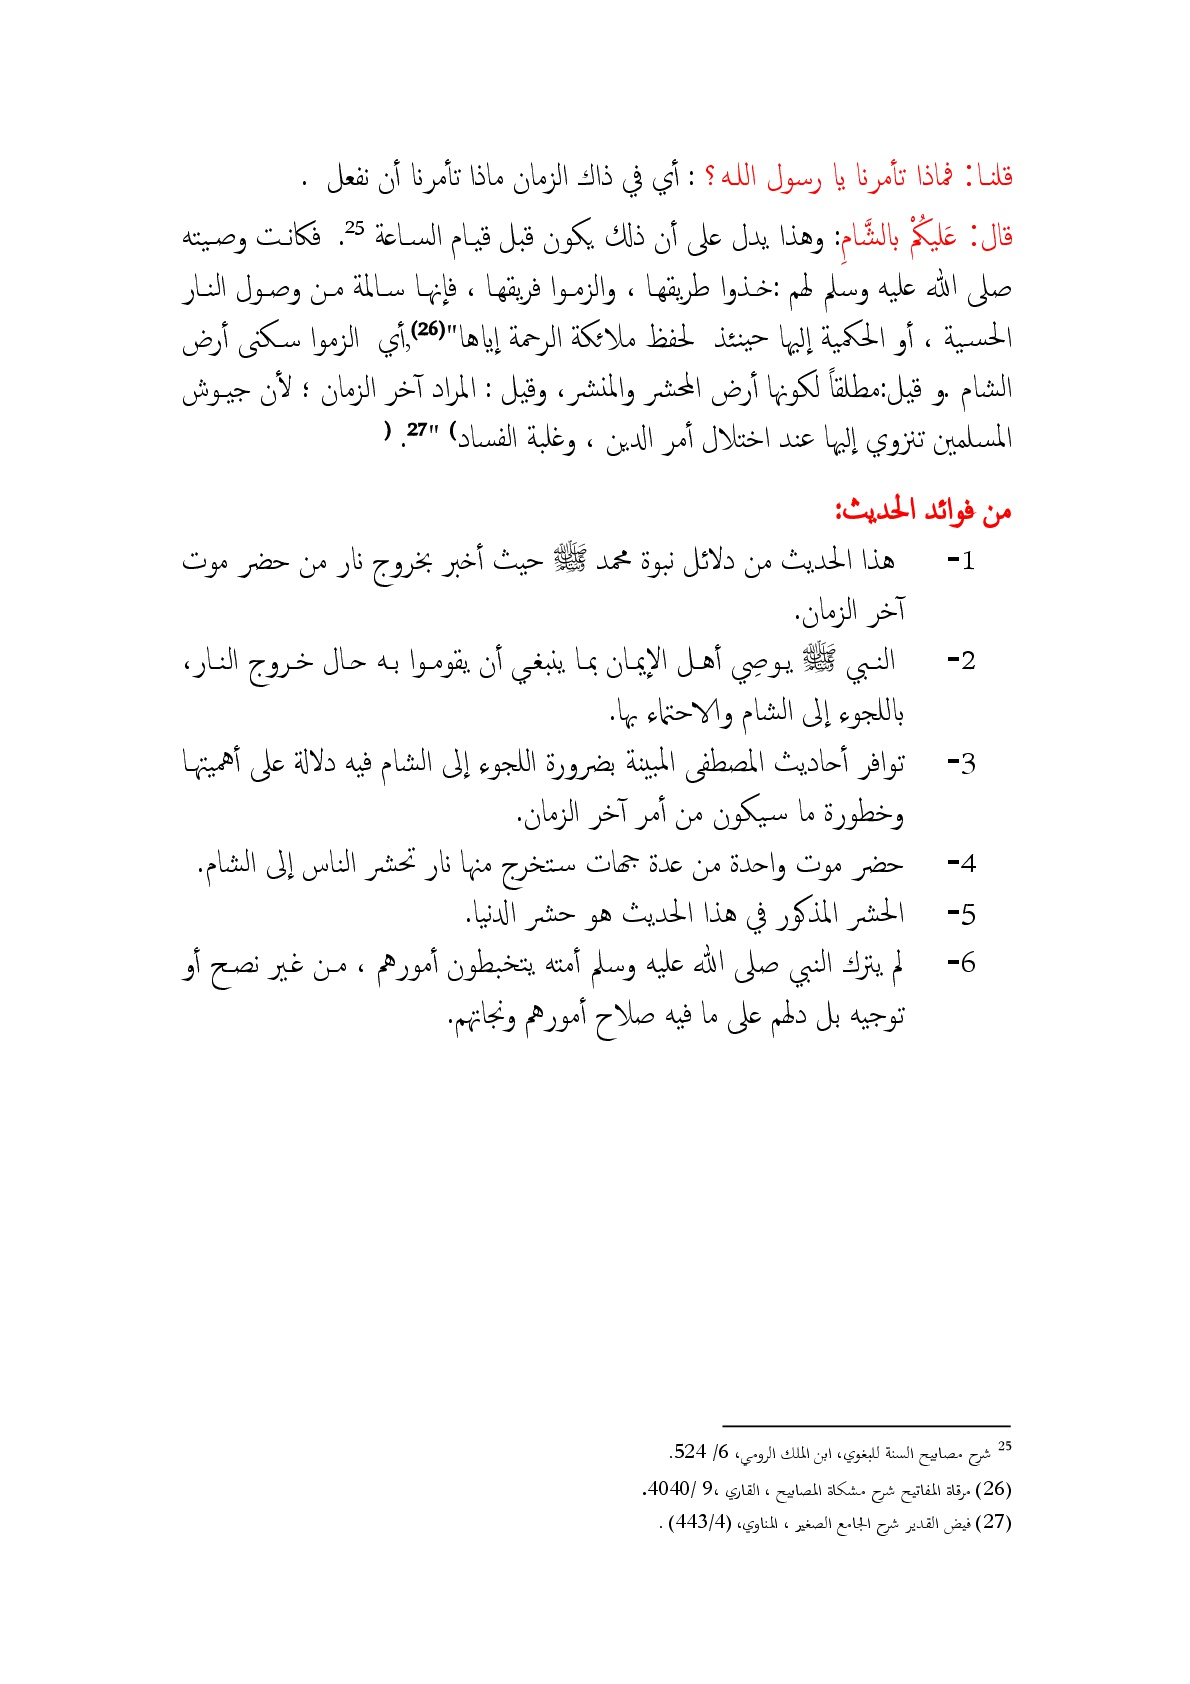 قلنا: فماذا تأمرنا يا رسول الله؟ : أي في ذاك الزمان ماذا تأمرنا أن نفعل .
قال: عَليكُمْ بالشَّامِ: وهذا يدل على أن ذلك يكون قبل قيام الساعة 25. فكانت وصيته
صلى الله عليه وسلم لهم :خذوا طريقها ، والزموا فريقها ، فإنها سالمة من وصول النار
الحسية ، أو الحكمية إليها حينئذ لحفظ ملائكة الرحمة إياها"(26),أي الزموا سكنى أرض
الشام .و قيل:مطلقاً لكونها أرض المحشر والمنشر، وقيل : المراد آخر الزمان ؛ لأن جيوش
المسلمين تنزوي إليها عند اختلال أمر الدين ، وغلبة الفساد) "27. (
من فوائد الحديث:
1- هذا الحديث من دلائل نبوة محمد ﷺ حيث أخبر بخروج نار من حضر موت
آخر الزمان.
2- النبي ﷺ يوصِي أهل الإيمان بما ينبغي أن يقوموا به حال خروج النار،
باللجوء إلى الشام والاحتماء بها.
3- توافر أحاديث المصطفى المبينة بضرورة اللجوء إلى الشام فيه دلالة على أهميتها
وخطورة ما سيكون من أمر آخر الزمان.
4- حضر موت واحدة من عدة جهات ستخرج منها نار تحشر الناس إلى الشام.
5- الحشر المذكور في هذا الحديث هو حشر الدنيا.
6- لم يترك النبي صلى الله عليه وسلم أمته يتخبطون أمورهم ، من غير نصح أو
توجيه بل دلهم على ما فيه صلاح أمورهم ونجاتهم.
25 شرح مصابيح السنة للبغوي، ابن الملك الرومي، 6/ 524.
(26) مرقاة المفاتيح شرح مشكاة المصابيح ، القاري ،9 /4040.
(27) فيض القدير شرح الجامع الصغير ، المناوي، (443/4) .